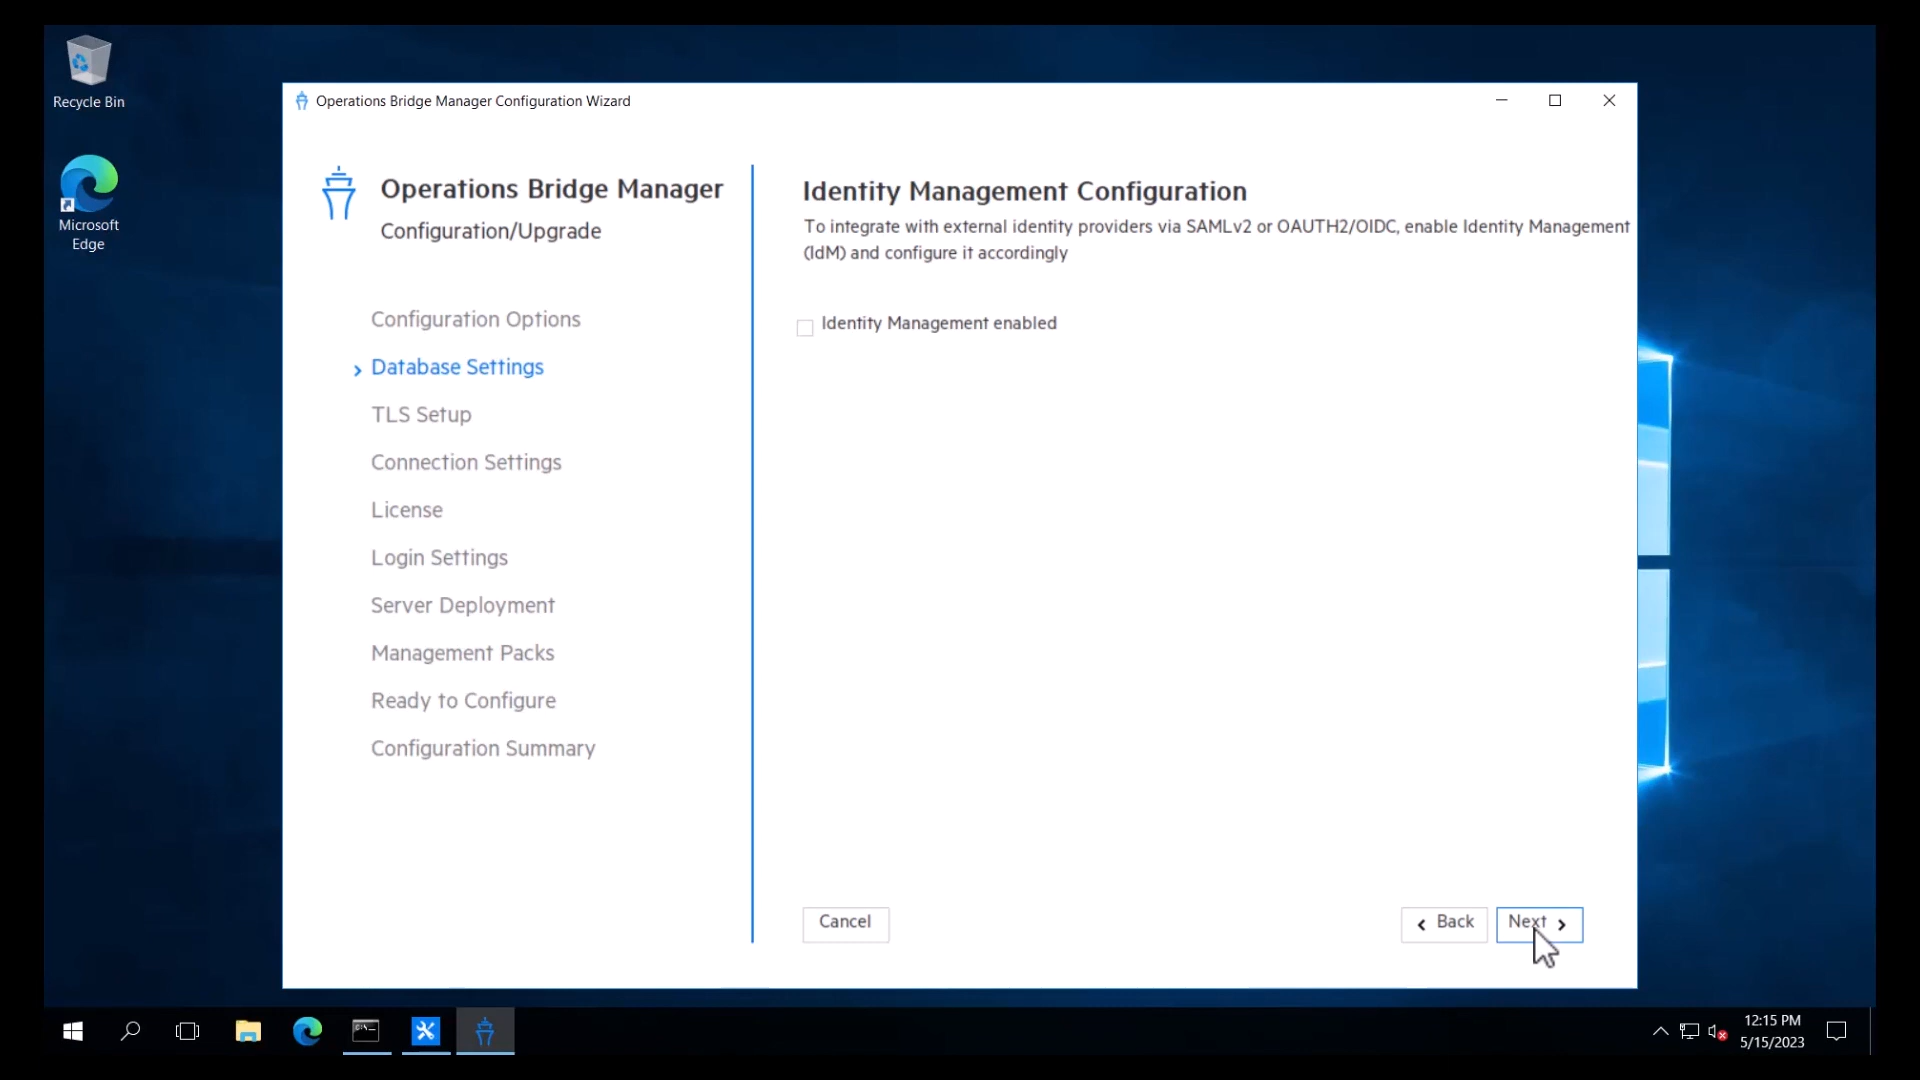 Recycle Bin
Microsoft
Edge
Operations Bridge Manager Configuration Wizard
Operations Bridge Manager
Configuration/Upgrade
Configuration Options
Database Settings
TLS Setup
Connection Settings
License
Login Settings
Server Deployment
Management Packs
Ready to Configure
Configuration Summary
Identity Management Configuration
To integrate with external identity providers via SAMLv2 or OAUTH2/OIDC, enable Identity Management
(IdM) and configure it accordingly
Identity Management enabled
Cancel
Back
Next
12:15 PM
5/15/2023